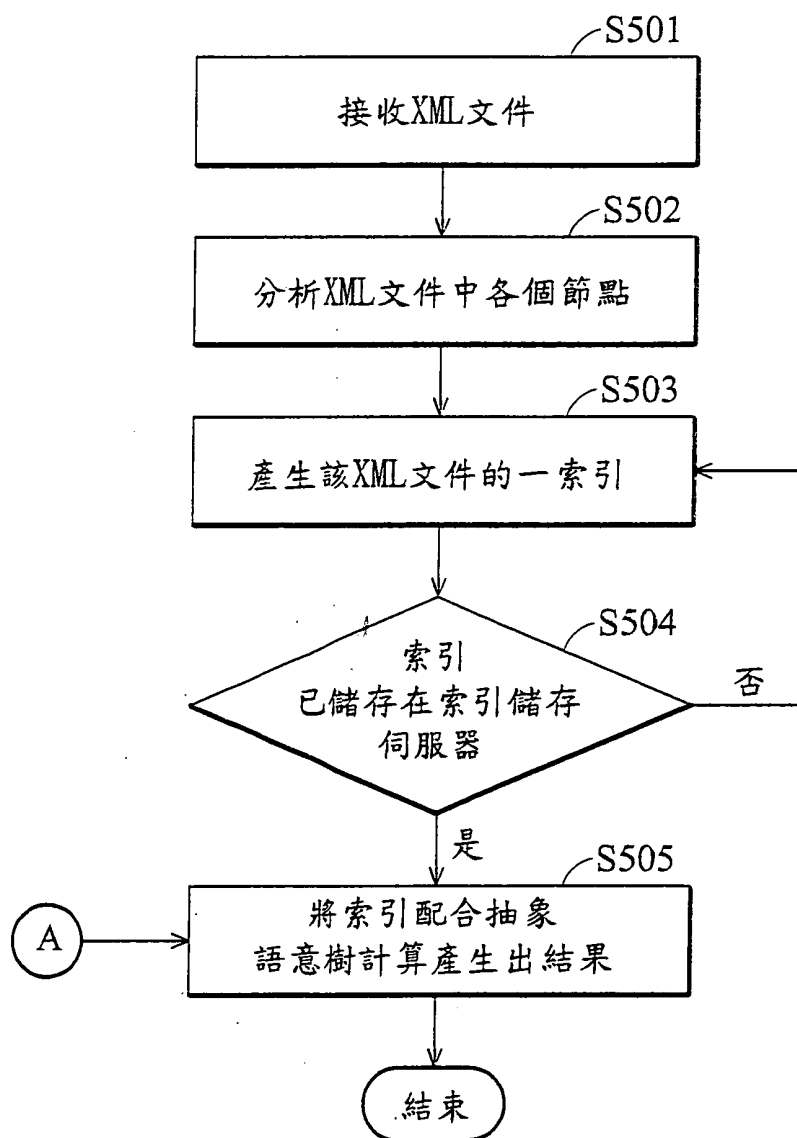 S501
接收XML文件
S502
分析XML文件中各個節點
S503
產生該XML文件的一索引
S504
索引
已儲存在索引儲存
伺服器
否
是
S505
A
將索引配合抽象
語意樹計算產生出結果
結束